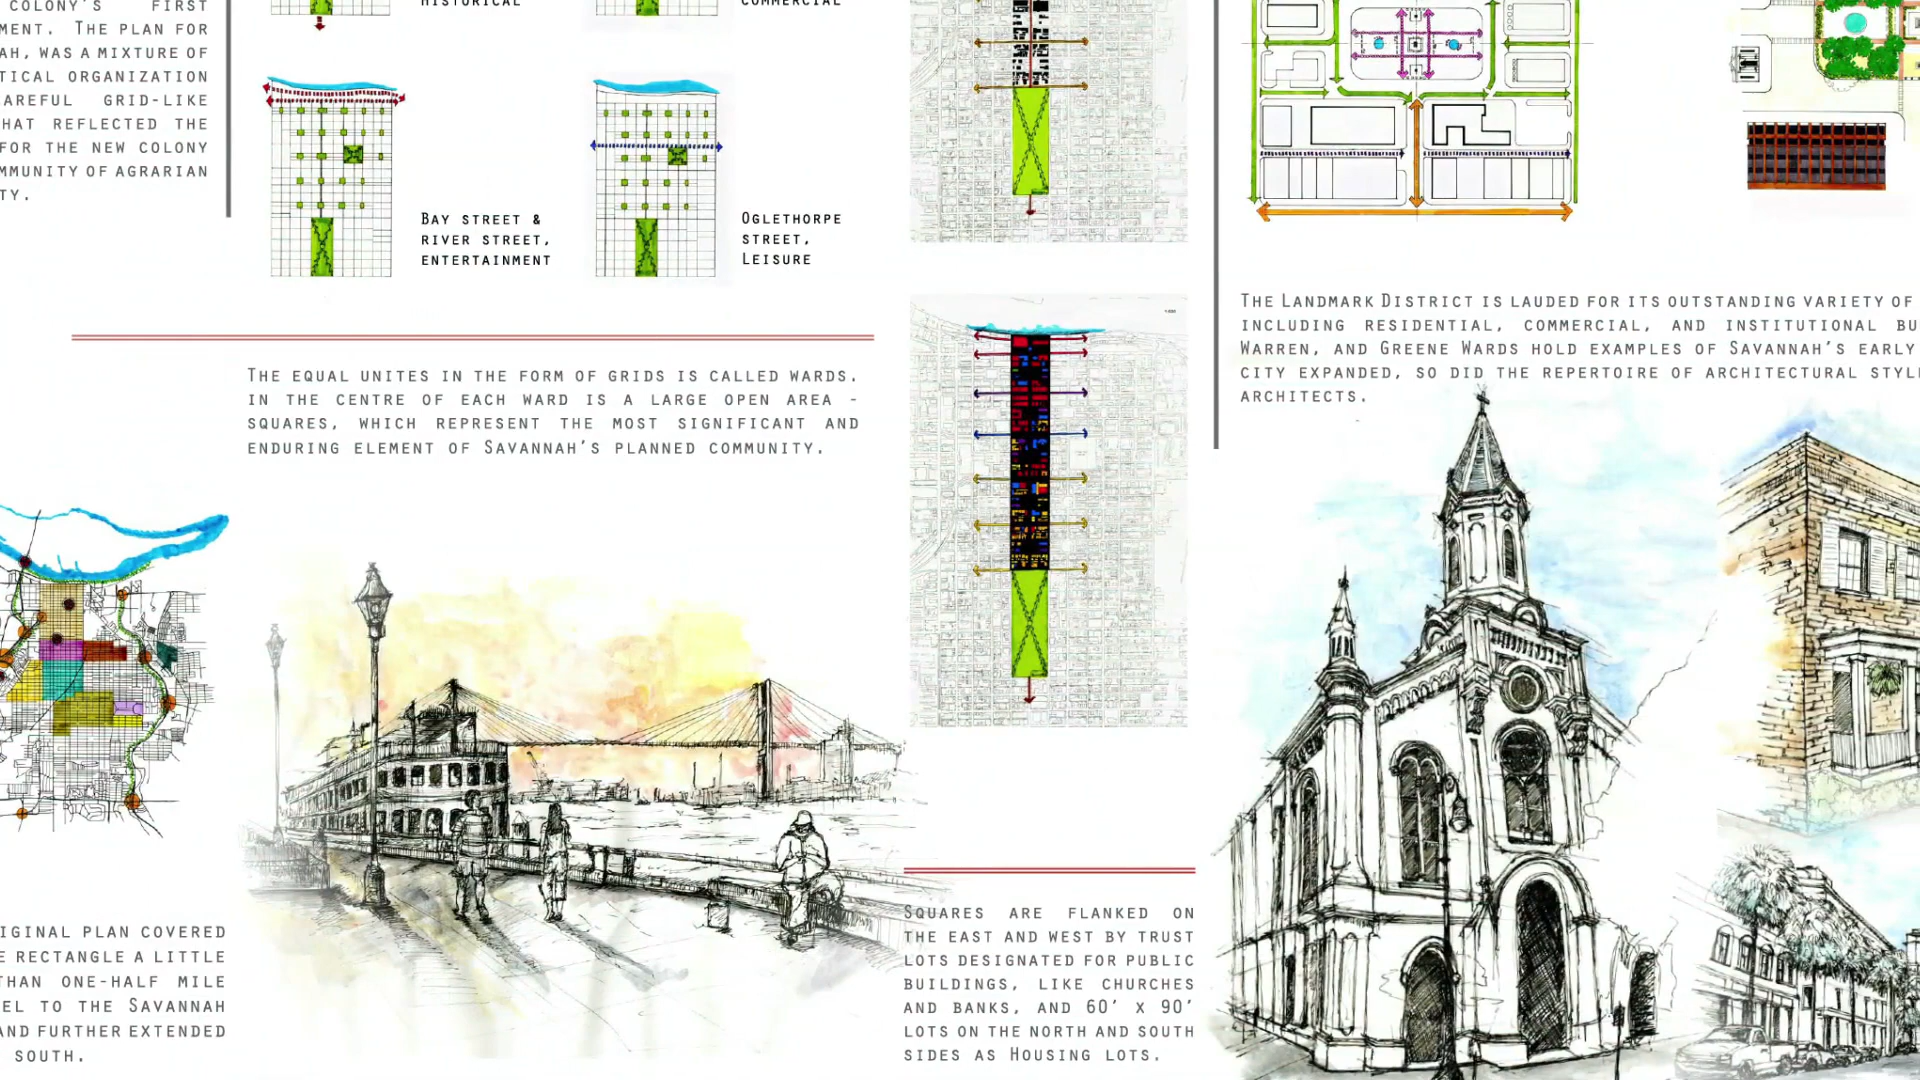 COLONY'S FIRST
MENT. THE PLAN FOR
AH, WAS A MIXTURE OF
TICAL ORGANIZATION
AREFUL GRID-LIKE
HAT REFLECTED THE
FOR THE NEW COLONY
MMUNITY OF AGRARIAN
TY.
HISTORICAL
COMMERCIAL
BAY STREET &
RIVER STREET,
ENTERTAINMENT
OGLETHORPE
STREET,
LEISURE
THE EQUAL UNITES IN THE FORM OF GRIDS IS CALLED WARDS.
IN THE CENTRE OF EACH WARD IS A LARGE OPEN AREA -
SQUARES, WHICH REPRESENT THE MOST SIGNIFICANT AND
ENDURING ELEMENT OF SAVANNAH'S PLANNED COMMUNITY.
THE LANDMARK DISTRICT IS LAUDED FOR ITS OUTSTANDING VARIETY OF
INCLUDING RESIDENTIAL, COMMERCIAL, AND INSTITUTIONAL BU
WARREN, AND GREENE WARDS HOLD EXAMPLES OF SAVANNAH'S EARLY
CITY EXPANDED, SO DID THE REPERTOIRE OF ARCHITECTURAL STYL
ARCHITECTS.
IGINAL PLAN COVERED
E RECTANGLE A LITTLE
THAN ONE-HALF MILE
EL TO THE SAVANNAH
AND FURTHER EXTENDED
SOUTH.
SQUARES ARE FLANKED ON
THE EAST AND WEST BY TRUST
LOTS DESIGNATED FOR PUBLIC
BUILDINGS, LIKE CHURCHES
AND BANKS, AND 60' X 90'
LOTS ON THE NORTH AND SOUTH
SIDES AS HOUSING LOTS.